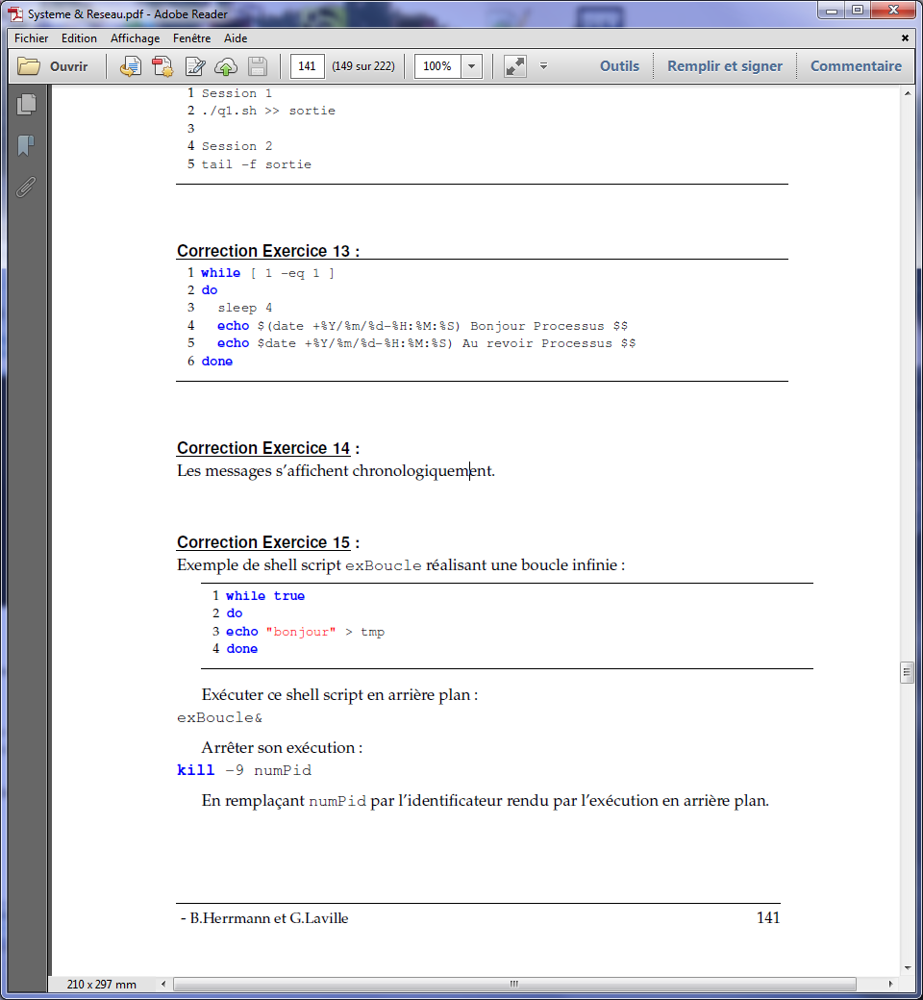 Systeme & Reseau.pdf - Adobe Reader
Fichier Edition Affichage Fenêtre Aide
Ouvrir 141 (149 sur 222) 100% Outils Remplir et signer Commentaire
1 Session 1
2 ./q1.sh >> sortie
3
4 Session 2
5 tail -f sortie
Correction Exercice 13 :
1 while [ 1 -eq 1 ]
2 do
3 sleep 4
4 echo $(date +%Y/%m/%d-%H:%M:%S) Bonjour Processus $$
5 echo $date +%Y/%m/%d-%H:%M:%S) Au revoir Processus $$
6 done
Correction Exercice 14 :
Les messages s'affichent chronologiquement.
Correction Exercice 15 :
Exemple de shell script exBoucle réalisant une boucle infinie :
1 while true
2 do
3 echo "bonjour" > tmp
4 done
Exécuter ce shell script en arrière plan :
exBoucle&
Arrêter son exécution :
kill -9 numPid
En remplaçant numPid par l'identificateur rendu par l'exécution en arrière plan.
- B.Herrmann et G.Laville 141
210 x 297 mm